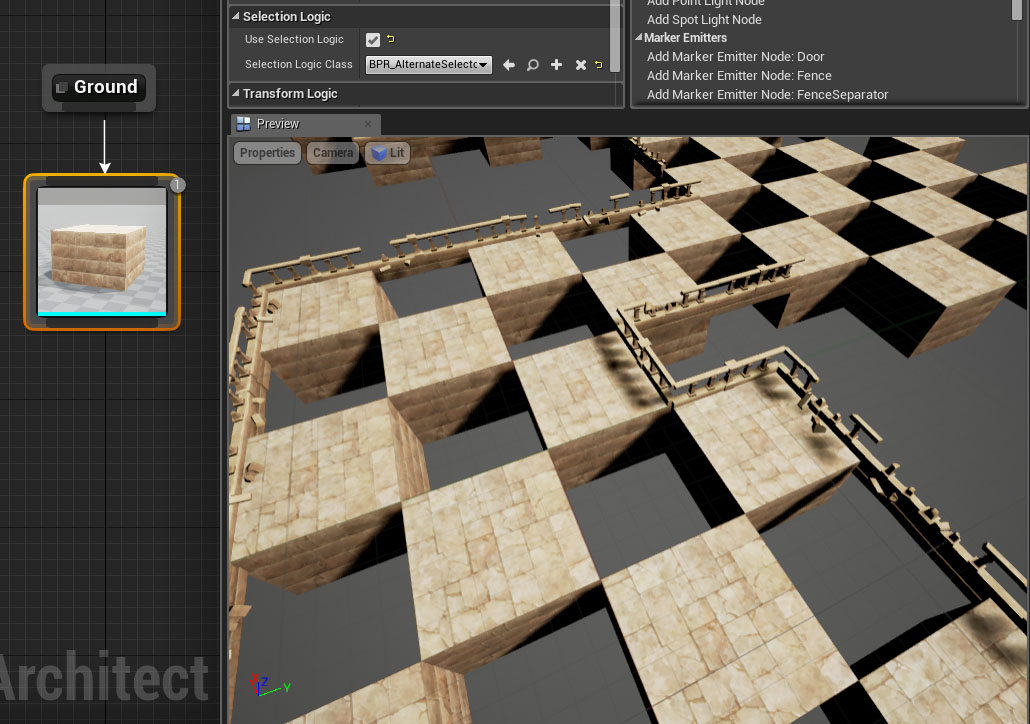 Selection Logic
Use Selection Logic
Selection Logic Class
BPR_AlternateSelecto
Transform Logic
Add Point Light Node
Add Spot Light Node
Marker Emitters
Add Marker Emitter Node: Door
Add Marker Emitter Node: Fence
Add Marker Emitter Node: FenceSeparator
Ground
1
Preview
Properties
Camera
Lit
Architect
X
Z
Y